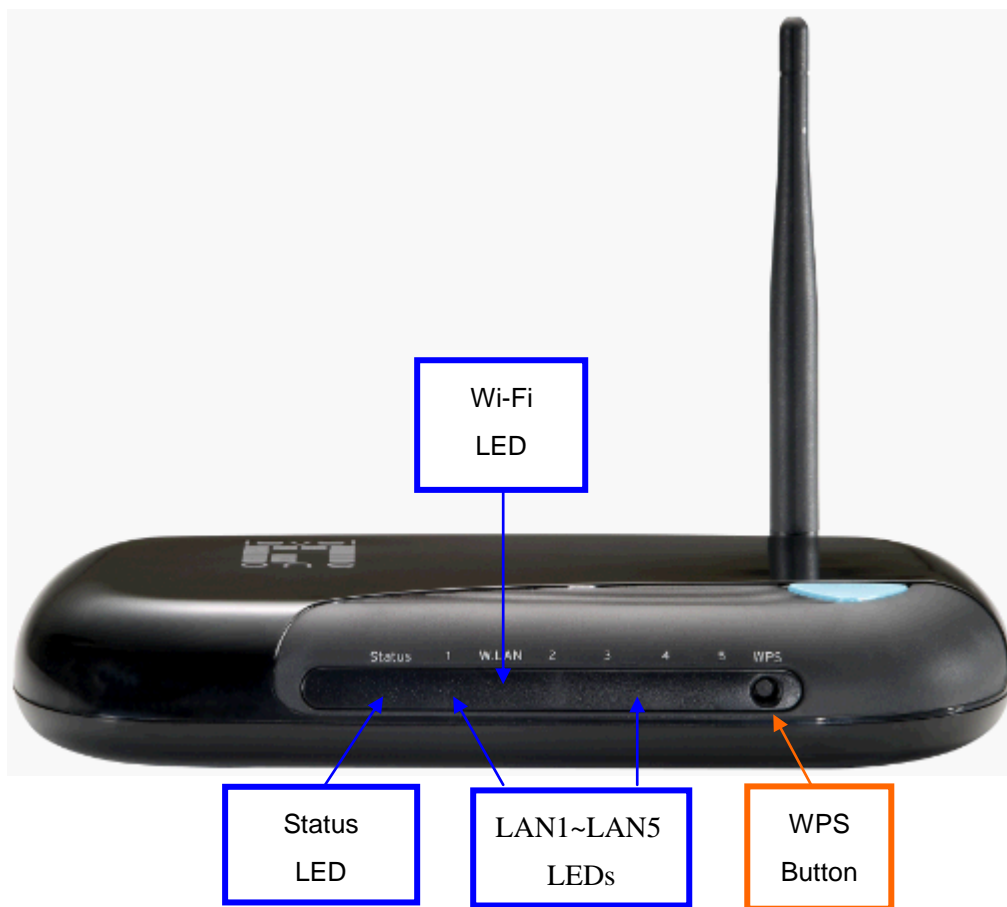 Wi-Fi
LED
Status 1 W.LAN 2 3 4 5 WPS
Status
LED
LAN1~LAN5
LEDs
WPS
Button